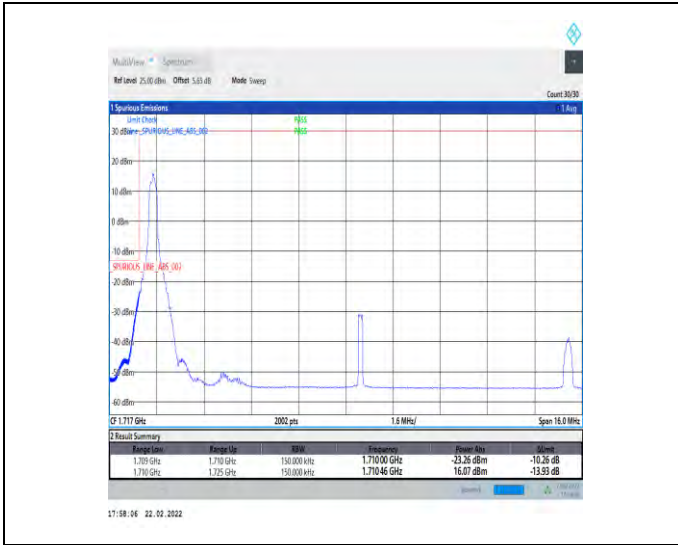 MultiView Spectrum
Ref Level 25.00 dBm Offset 5.83 dB Mode Sweep
Count 30/30
1 Spurious Emissions 1 Avg
Limit Check PASS
30 dBm Line _SPURIOUS_LINE_ABS_002 PASS
20 dBm
10 dBm
0 dBm
-10 dBm
_SPURIOUS_LINE_ABS_002
-20 dBm
-30 dBm
-40 dBm
-50 dBm
-60 dBm
CF 1.717 GHz 2002 pts 1.6 MHz/ Span 16.0 MHz
2 Result Summary
Range Low Range Up RBW Frequency Power Abs ΔLimit
1.709 GHz 1.710 GHz 150.000 kHz 1.71000 GHz -23.26 dBm -10.26 dB
1.710 GHz 1.725 GHz 150.000 kHz 1.71046 GHz 16.07 dBm -13.93 dB
17:58:06 22.02.2022